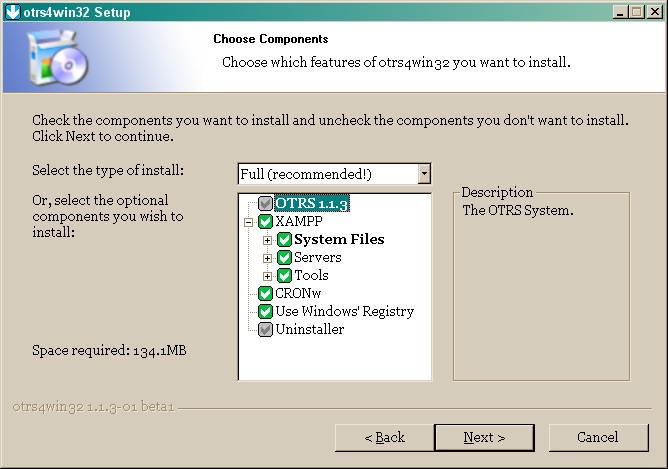 otrs4win32 Setup
Choose Components
Choose which features of otrs4win32 you want to install.
Check the components you want to install and uncheck the components you don't want to install.
Click Next to continue.
Select the type of install:
Full (recommended!)
Or, select the optional
components you wish to
install:
OTRS 1.1.3
XAMPP
System Files
Servers
Tools
CRONw
Use Windows' Registry
Uninstaller
Description
The OTRS System.
Space required: 134.1MB
otrs4win32 1.1.3-01 beta1
< Back
Next >
Cancel